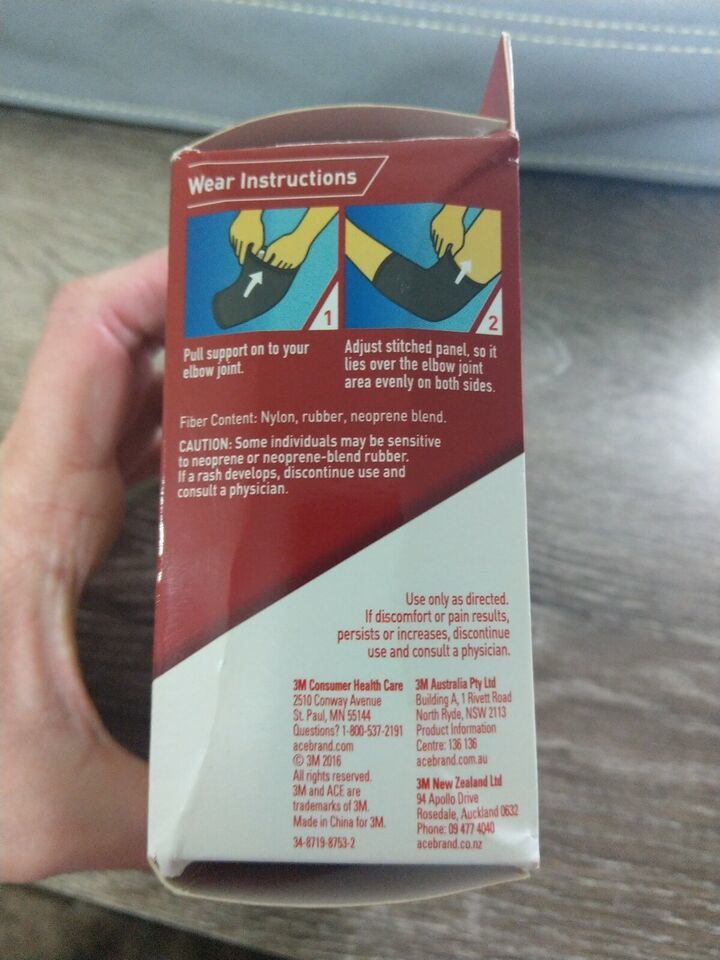 Wear Instructions
1
2
Pull support on to your
elbow joint.
Adjust stitched panel, so it
lies over the elbow joint
area evenly on both sides.
Fiber Content: Nylon, rubber, neoprene blend.
CAUTION: Some individuals may be sensitive
to neoprene or neoprene-blend rubber.
If a rash develops, discontinue use and
consult a physician.
Use only as directed.
If discomfort or pain results,
persists or increases, discontinue
use and consult a physician.
3M Consumer Health Care
2510 Conway Avenue
St. Paul, MN 55144
Questions? 1-800-537-2191
acebrand.com
© 3M 2016
All rights reserved.
3M and ACE are
trademarks of 3M.
Made in China for 3M.
34-8719-8753-2
3M Australia Pty Ltd
Building A, 1 Rivett Road
North Ryde, NSW 2113
Product Information
Centre: 136 136
acebrand.com.au
3M New Zealand Ltd
94 Apollo Drive
Rosedale, Auckland 0632
Phone: 09 477 4040
acebrand.co.nz